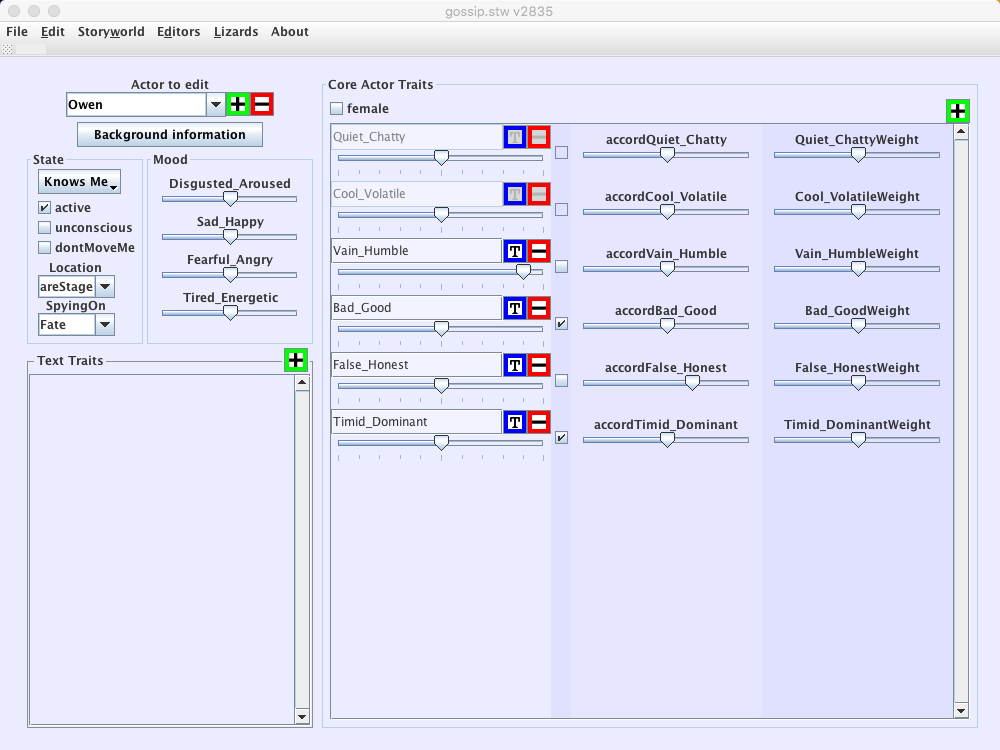 gossip.stw v2835
File Edit Storyworld Editors Lizards About
Actor to edit
Owen
Background information
State
Knows Me
active
unconscious
dontMoveMe
Location
areStage
SpyingOn
Fate
Mood
Disgusted_Aroused
Sad_Happy
Fearful_Angry
Tired_Energetic
Text Traits
Core Actor Traits
female
Quiet_Chatty T accordQuiet_Chatty Quiet_ChattyWeight
Cool_Volatile T accordCool_Volatile Cool_VolatileWeight
Vain_Humble T accordVain_Humble Vain_HumbleWeight
Bad_Good T accordBad_Good Bad_GoodWeight
False_Honest T accordFalse_Honest False_HonestWeight
Timid_Dominant T accordTimid_Dominant Timid_DominantWeight